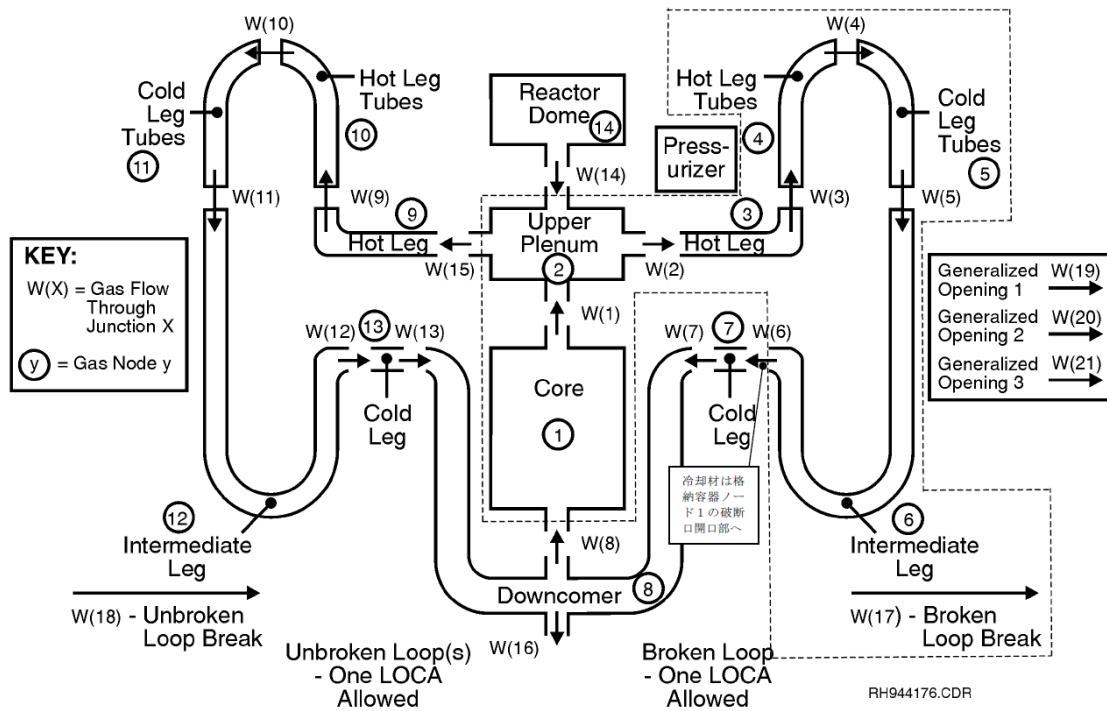 W(10)
W(4)
Cold
Leg
Tubes
11
Hot Leg
Tubes
10
Reactor
Dome
14
Hot Leg
Tubes
4
Cold
Leg
Tubes
5
Press-
urizer
W(11)
W(9)
9
Hot Leg
W(15)
W(14)
Upper
Plenum
2
W(2)
3
Hot Leg
W(3)
W(5)
KEY:
W(X) = Gas Flow
Through
Junction X
y = Gas Node y
Generalized W(19)
Opening 1
Generalized W(20)
Opening 2
Generalized W(21)
Opening 3
W(1)
W(12) 13 W(13)
Cold
Leg
Core
1
W(7) 7 W(6)
Cold
Leg
冷却材は格
納容器ノー
ド1の破断
口開口部へ
12
Intermediate
Leg
W(8)
Downcomer
8
W(16)
6
Intermediate
Leg
W(18) - Unbroken
Loop Break
W(17) - Broken
Loop Break
Unbroken Loop(s)
- One LOCA
Allowed
Broken Loop
- One LOCA
Allowed
RH944176.CDR